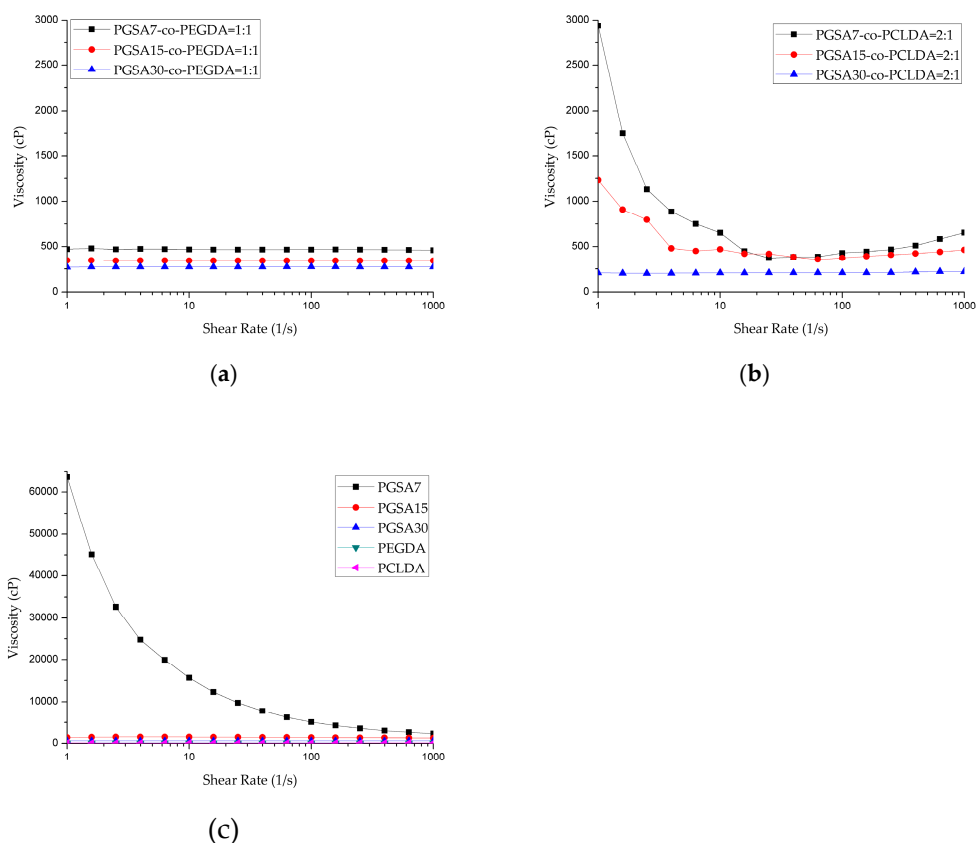 3000
2500
2000
1500
1000
500
0
Viscosity (cP)
PGSA7-co-PEGDA=1:1
PGSA15-co-PEGDA=1:1
PGSA30-co-PEGDA=1:1
1 10 100 1000
Shear Rate (1/s)
(a)
3000
2500
2000
1500
1000
500
0
Viscosity (cP)
PGSA7-co-PCLDA=2:1
PGSA15-co-PCLDA=2:1
PGSA30-co-PCLDA=2:1
1 10 100 1000
Shear Rate (1/s)
(b)
60000
50000
40000
30000
20000
10000
0
Viscosity (cP)
PGSA7
PGSA15
PGSA30
PEGDA
PCLDA
1 10 100 1000
Shear Rate (1/s)
(c)